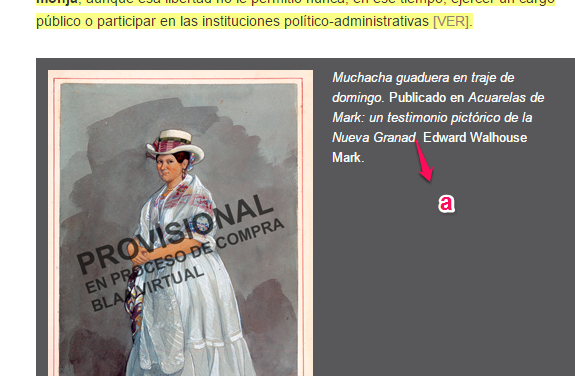 monja, aunque esa libertad no le permitió nunca, en ese tiempo, ejercer un cargo
público o participar en las instituciones político-administrativas [VER].
Muchacha guaduera en traje de
domingo. Publicado en Acuarelas de
Mark: un testimonio pictórico de la
Nueva Granad. Edward Walhouse
Mark.
a
PROVISIONAL
EN PROCESO DE COMPRA
BLAA VIRTUAL